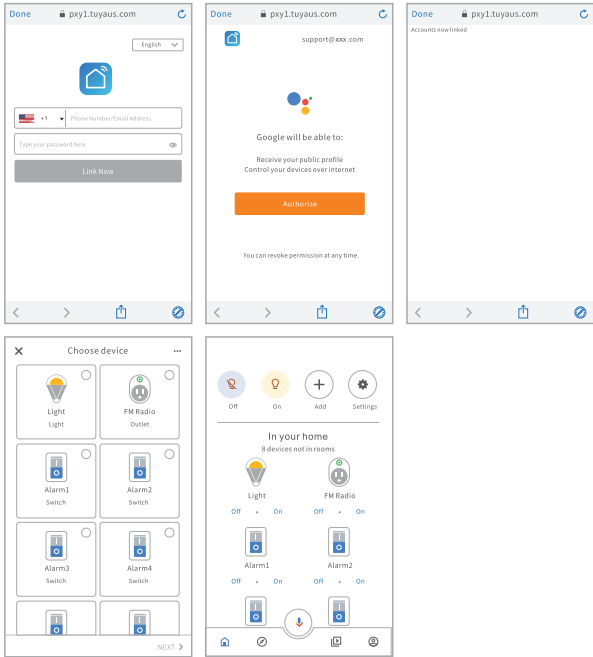 Done
pxy1.tuyaus.com
English
+1
Phone Number/Email Address
Type your password here
Link Now
Done
pxy1.tuyaus.com
support@xxx .com
Google will be able to:
Receive your public profile
Control your devices over internet
Authorize
You can revoke permission at any time.
Done
pxy1.tuyaus.com
Accounts now linked
Choose device
Light
Light
FM Radio
Outlet
Alarm1
Switch
Alarm2
Switch
Alarm3
Switch
Alarm4
Switch
NEXT
Off
On
Add
Settings
In your home
8 devices not in rooms
Light
FM Radio
Off • On
Off • On
Alarm1
Alarm2
Off • On
Off • On